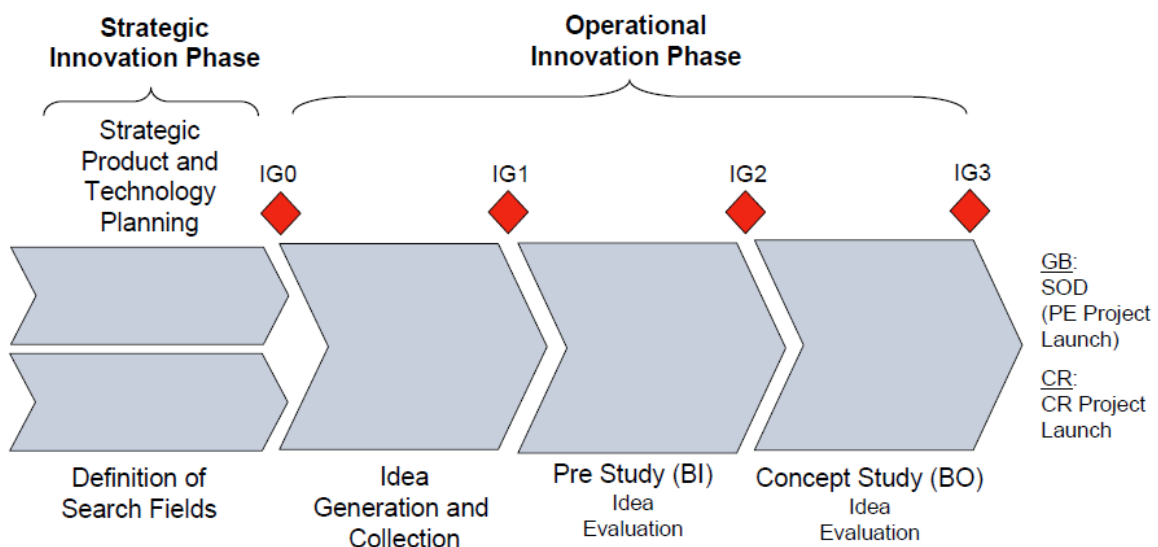 Strategic
Innovation Phase
Operational
Innovation Phase
Strategic
Product and
Technology
Planning
IG0
IG1
IG2
IG3
GB:
SOD
(PE Project
Launch)
CR:
CR Project
Launch
Definition of
Search Fields
Idea
Generation and
Collection
Pre Study (BI)
Idea
Evaluation
Concept Study (BO)
Idea
Evaluation